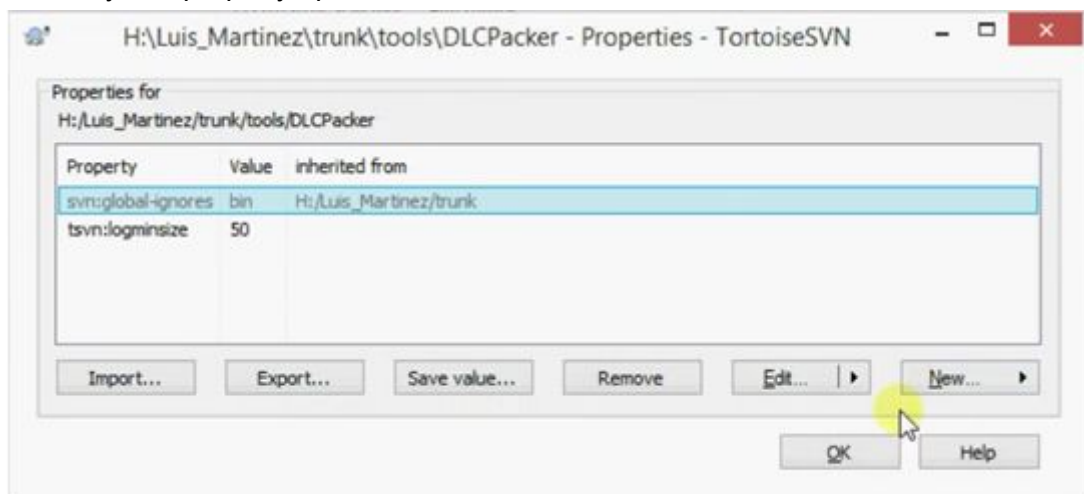 H:\Luis_Martinez\trunk\tools\DLCPacker - Properties - TortoiseSVN
Properties for
H:/Luis_Martinez/trunk/tools/DLCPacker
Property Value inherited from
svn:global-ignores bin H:/Luis_Martinez/trunk
tsvn:logminsize 50
Import... Export... Save value... Remove Edit... New...
OK Help